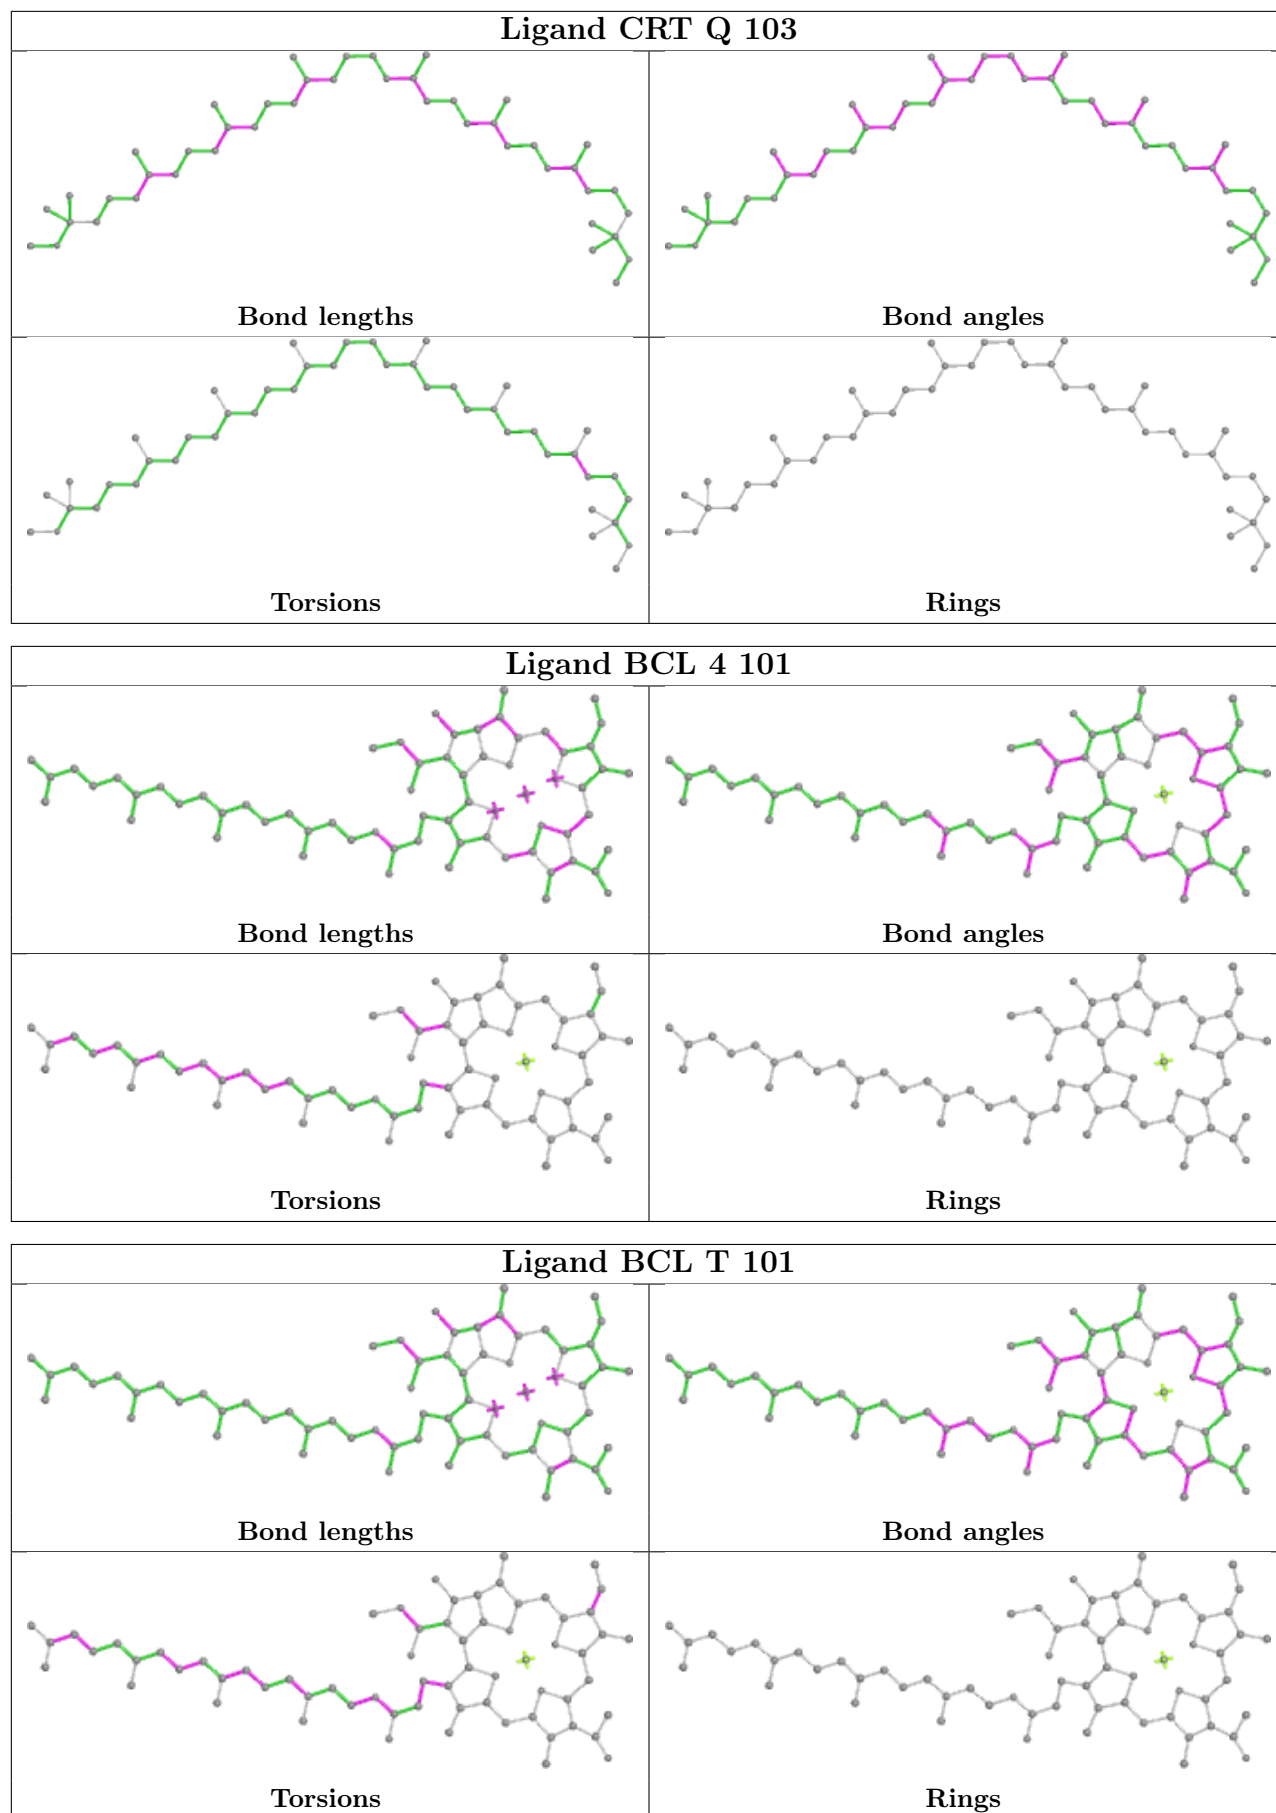 Ligand CRT Q 103
Bond lengths
Bond angles
Torsions
Rings
Ligand BCL 4 101
Bond lengths
Bond angles
Torsions
Rings
Ligand BCL T 101
Bond lengths
Bond angles
Torsions
Rings